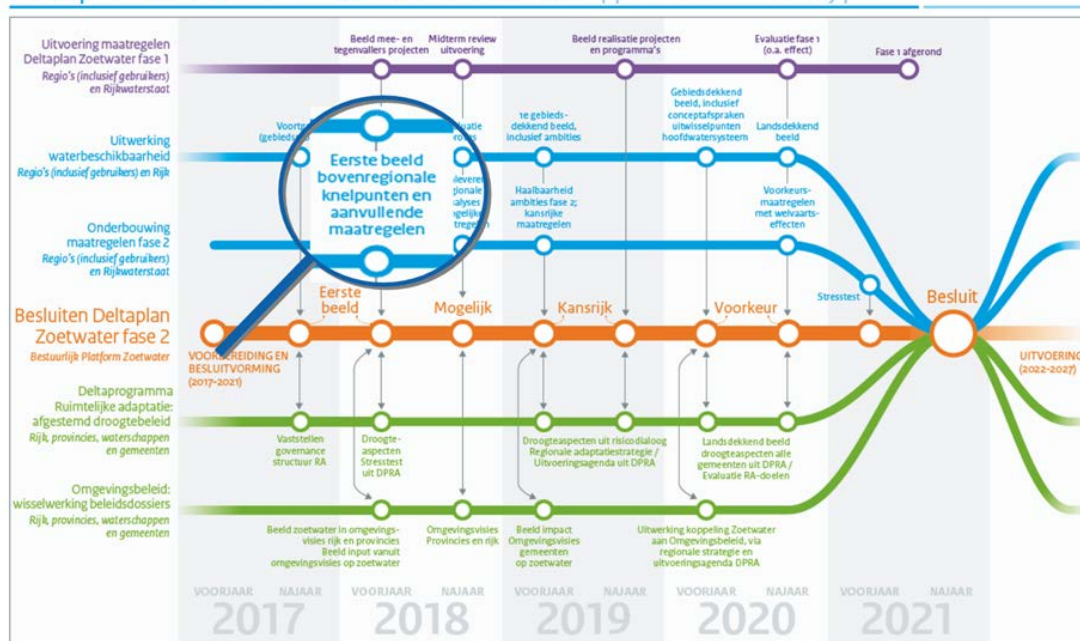 Uitvoering maatregelen
Deltaplan Zoetwater fase 1
Regio's (inclusief gebruikers)
en Rijkwaterstaat
Beeld mee- en
tegenvallers projecten
Midterm review
uitvoering
Beeld realisatie projecten
en programma's
Evaluatie fase 1
(o.a. effect)
Fase 1 afgerond
Uitwerking
waterbeschikbaarheid
Regio's (inclusief gebruikers) en Rijk
1e gebieds-
dekkend beeld,
inclusief ambities
Gebiedsdekkend
beeld, inclusief
conceptafspraken
uitwisselpunten
hoofdwatersysteem
Landsdekkend
beeld
Eerste beeld
bovenregionale
knelpunten en
aanvullende
maatregelen
Onderbouwing
maatregelen fase 2
Regio's (inclusief gebruikers)
en Rijkwaterstaat
Haalbaarheid
ambities fase 2;
kansrijke
maatregelen
Voorkeurs-
maatregelen
met welvaarts-
effecten
Stresstest
Besluiten Deltaplan
Zoetwater fase 2
Bestuurlijk Platform Zoetwater
Eerste
beeld
Mogelijk
Kansrijk
Voorkeur
Besluit
VOORBEREIDING EN
BESLUITVORMING
(2017-2021)
UITVOERING
(2022-2027)
Deltaprogramma
Ruimtelijke adaptatie:
afgestemd droogtebeleid
Rijk, provincies, waterschappen
en gemeenten
Vaststellen
governance
structuur RA
Droogte-
aspecten
Stresstest
uit DPRA
Droogteaspecten uit risicodialoog
Regionale adaptatiestrategie /
Uitvoeringsagenda uit DPRA
Landsdekkend beeld
droogteaspecten alle
gemeenten uit DPRA /
Evaluatie RA-doelen
Omgevingsbeleid:
wisselwerking beleidsdossiers
Rijk, provincies, waterschappen
en gemeenten
Beeld zoetwater in omgevings-
visies rijk en provincies
Beeld input vanuit
omgevingsvisies op zoetwater
Omgevingsvisies
Provincies en rijk
Beeld impact
Omgevingsvisies
gemeenten
op zoetwater
Uitwerking koppeling Zoetwater
aan Omgevingsbeleid, via
regionale strategie en
uitvoeringsagenda DPRA
VOORJAAR NAJAAR VOORJAAR NAJAAR VOORJAAR NAJAAR VOORJAAR NAJAAR VOORJAAR NAJAAR
2017 2018 2019 2020 2021